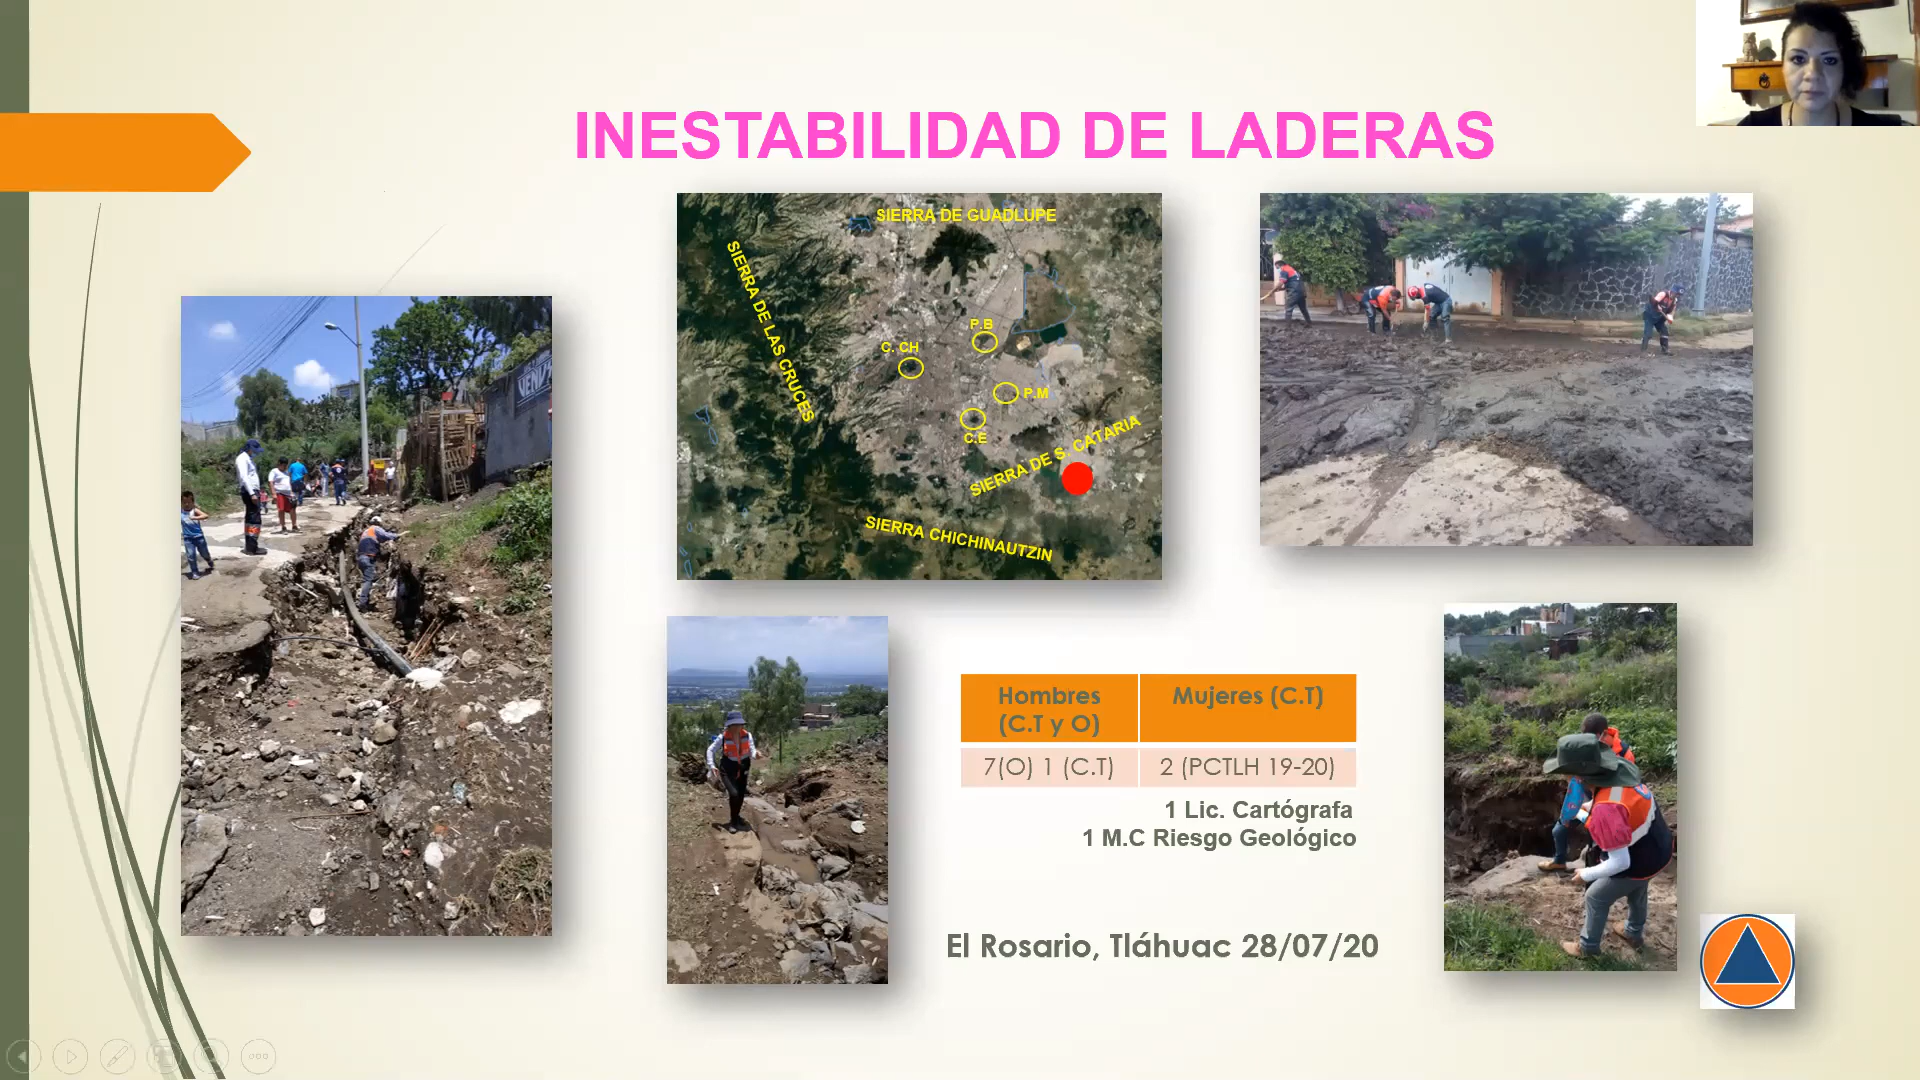 INESTABILIDAD DE LADERAS
SIERRA DE GUADLUPE
SIERRA DE LAS CRUCES
P.B
C. CH
P.M
C.E
SIERRA DE S. CATARIA
SIERRA CHICHINAUTZIN
Hombres
(C.T y O)
Mujeres (C.T)
7(O) 1 (C.T)
2 (PCTLH 19-20)
1 Lic. Cartógrafa
1 M.C Riesgo Geológico
El Rosario, Tláhuac 28/07/20